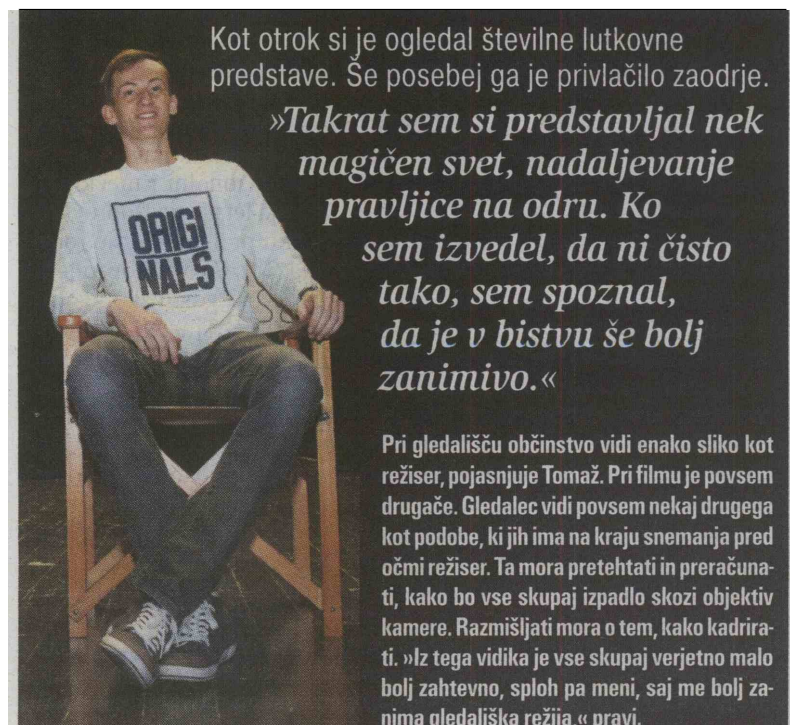 Kot otrok si je ogledal številne lutkovne
predstave. Še posebej ga je privlačilo zaodrje.
»Takrat sem si predstavljal nek
magičen svet, nadaljevanje
pravljice na odru. Ko
sem izvedel, da ni čisto
tako, sem spoznal,
da je v bistvu še bolj
zanimivo.«
ORIGI
NALS
Pri gledališču občinstvo vidi enako sliko kot
režiser, pojasnjuje Tomaž. Pri filmu je povsem
drugače. Gledalec vidi povsem nekaj drugega
kot podobe, ki jih ima na kraju snemanja pred
očmi režiser. Ta mora pretehtati in preračuna-
ti, kako bo vse skupaj izpadlo skozi objektiv
kamere. Razmišljati mora o tem, kako kadrira-
ti. »Iz tega vidika je vse skupaj verjetno malo
bolj zahtevno, sploh pa meni, saj me bolj za-
nima gledališka režija,« pravi.